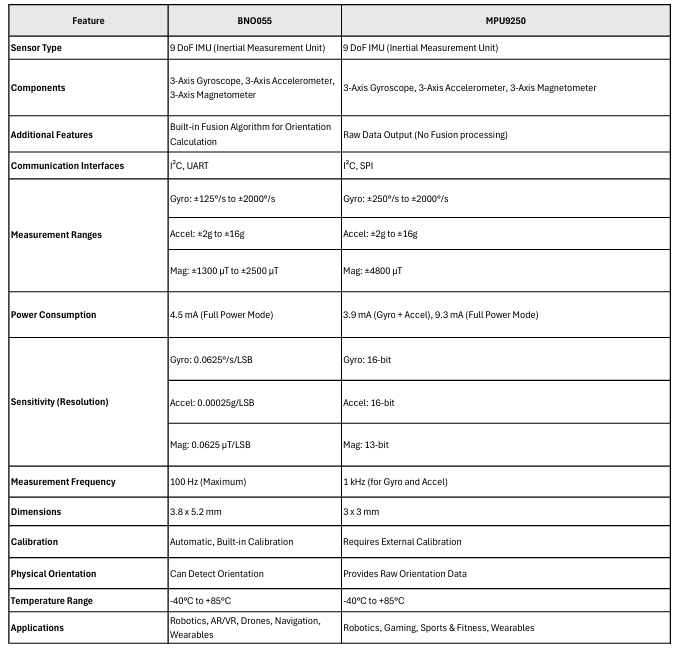 Feature BNO055 MPU9250
Sensor Type 9 DoF IMU (Inertial Measurement Unit) 9 DoF IMU (Inertial Measurement Unit)
Components 3-Axis Gyroscope, 3-Axis Accelerometer,
3-Axis Magnetometer 3-Axis Gyroscope, 3-Axis Accelerometer, 3-Axis Magnetometer
Additional Features Built-in Fusion Algorithm for Orientation
Calculation Raw Data Output (No Fusion processing)
Communication Interfaces I²C, UART I²C, SPI
Measurement Ranges Gyro: ±125°/s to ±2000°/s Gyro: ±250°/s to ±2000°/s
Accel: ±2g to ±16g Accel: ±2g to ±16g
Mag: ±1300 µT to ±2500 µT Mag: ±4800 µT
Power Consumption 4.5 mA (Full Power Mode) 3.9 mA (Gyro + Accel), 9.3 mA (Full Power Mode)
Sensitivity (Resolution) Gyro: 0.0625°/s/LSB Gyro: 16-bit
Accel: 0.00025g/LSB Accel: 16-bit
Mag: 0.0625 µT/LSB Mag: 13-bit
Measurement Frequency 100 Hz (Maximum) 1 kHz (for Gyro and Accel)
Dimensions 3.8 x 5.2 mm 3 x 3 mm
Calibration Automatic, Built-in Calibration Requires External Calibration
Physical Orientation Can Detect Orientation Provides Raw Orientation Data
Temperature Range -40°C to +85°C -40°C to +85°C
Applications Robotics, AR/VR, Drones, Navigation,
Wearables Robotics, Gaming, Sports & Fitness, Wearables